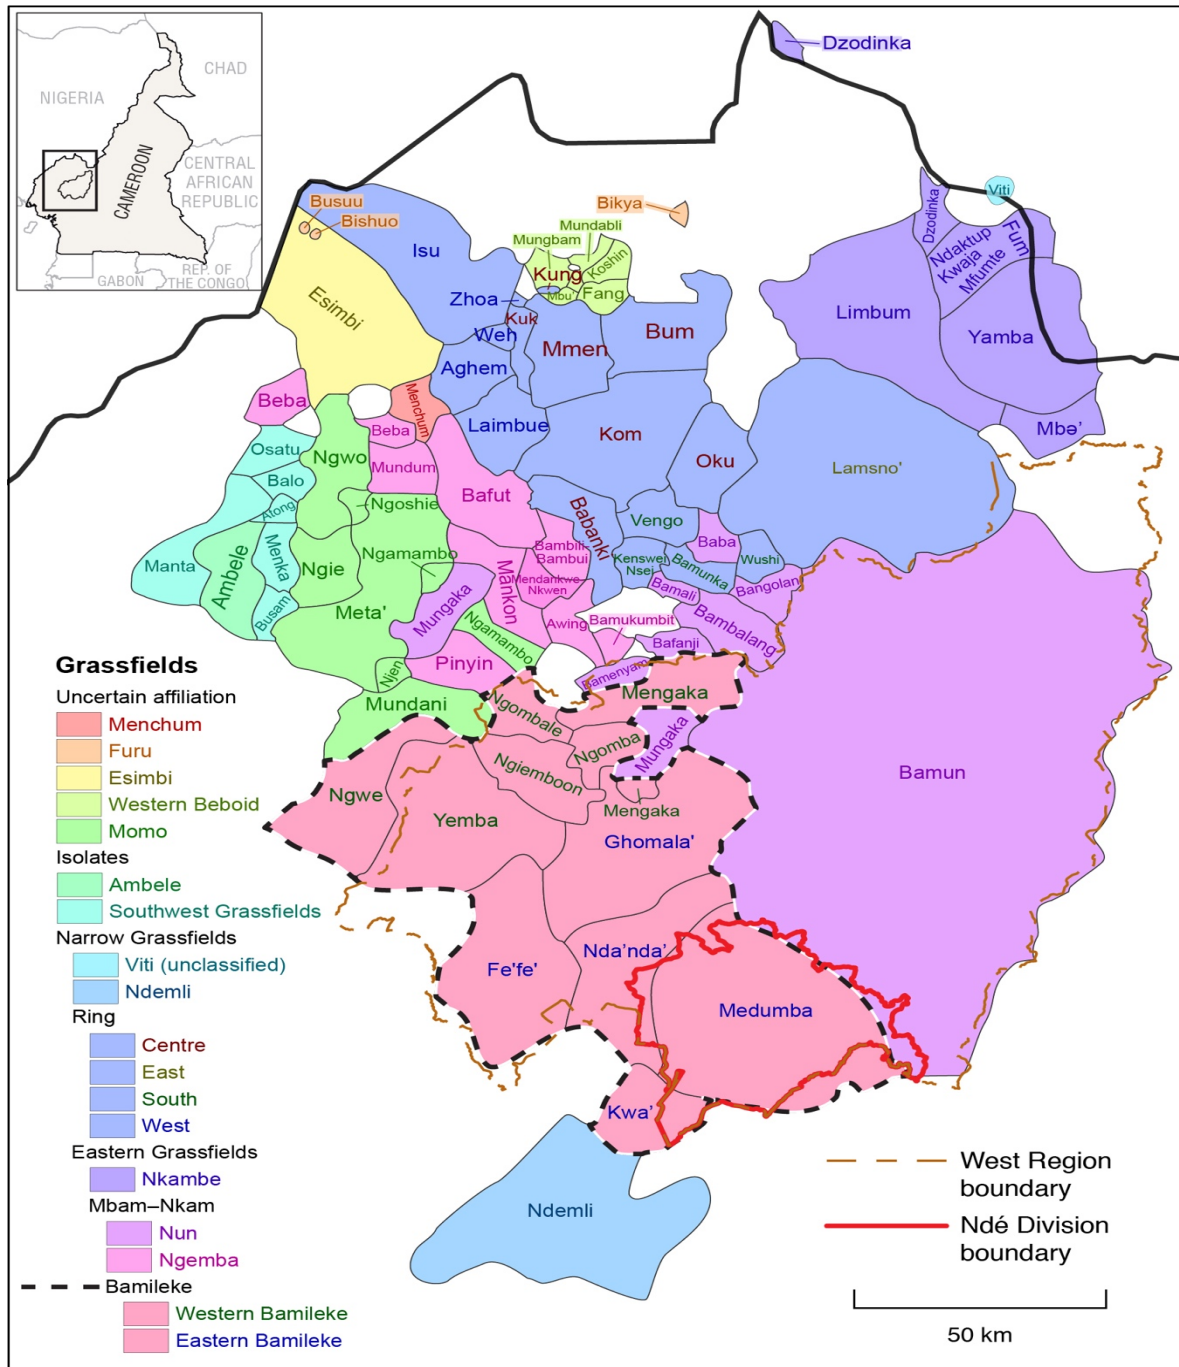 NIGERIA
CHAD
CENTRAL
AFRICAN
REPUBLIC
CAMEROON
GABON
REP. OF
THE CONGO
Dzodinka
Viti
Busuu
Bishuo
Bikya
Isu
Mundabli
Mungbam
Koshin
Kung
Mbu
Fang
Esimbi
Zhoa
Kuk
Weh
Mmen
Bum
Aghem
Laimbue
Kom
Oku
Dzodinka
Ndaktup
Kwaja
Mfumte
Fum
Limbum
Yamba
Mbə'
Lamsno'
Beba
Menchum
Beba
Osatu
Ngwo
Mundum
Balo
Bafut
Atong
Ngoshie
Babanki
Vengo
Manta
Ambele
Menka
Ngie
Ngamambo
Mankon
Bambili-
Bambui
Kenswei
Nsei
Bamunka
Baba
Wushi
Mendankwe-
Nkwen
Bamali
Bangolan
Busam
Meta'
Mungaka
Ngamambo
Awing
Bamukumbit
Bambalang
Bafanji
Njen
Pinyin
Bamenyam
Mundani
Mengaka
Ngombale
Ngomba
Mungaka
Bamun
Ngiemboon
Ngwe
Yemba
Mengaka
Ghomala'
Fe'fe'
Nda'nda'
Medumba
Kwa'
Ndemli
Grassfields
Uncertain affiliation
Menchum
Furu
Esimbi
Western Beboid
Momo
Isolates
Ambele
Southwest Grassfields
Narrow Grassfields
Viti (unclassified)
Ndemli
Ring
Centre
East
South
West
Eastern Grassfields
Nkambe
Mbam–Nkam
Nun
Ngemba
Bamileke
Western Bamileke
Eastern Bamileke
West Region
boundary
Ndé Division
boundary
50 km